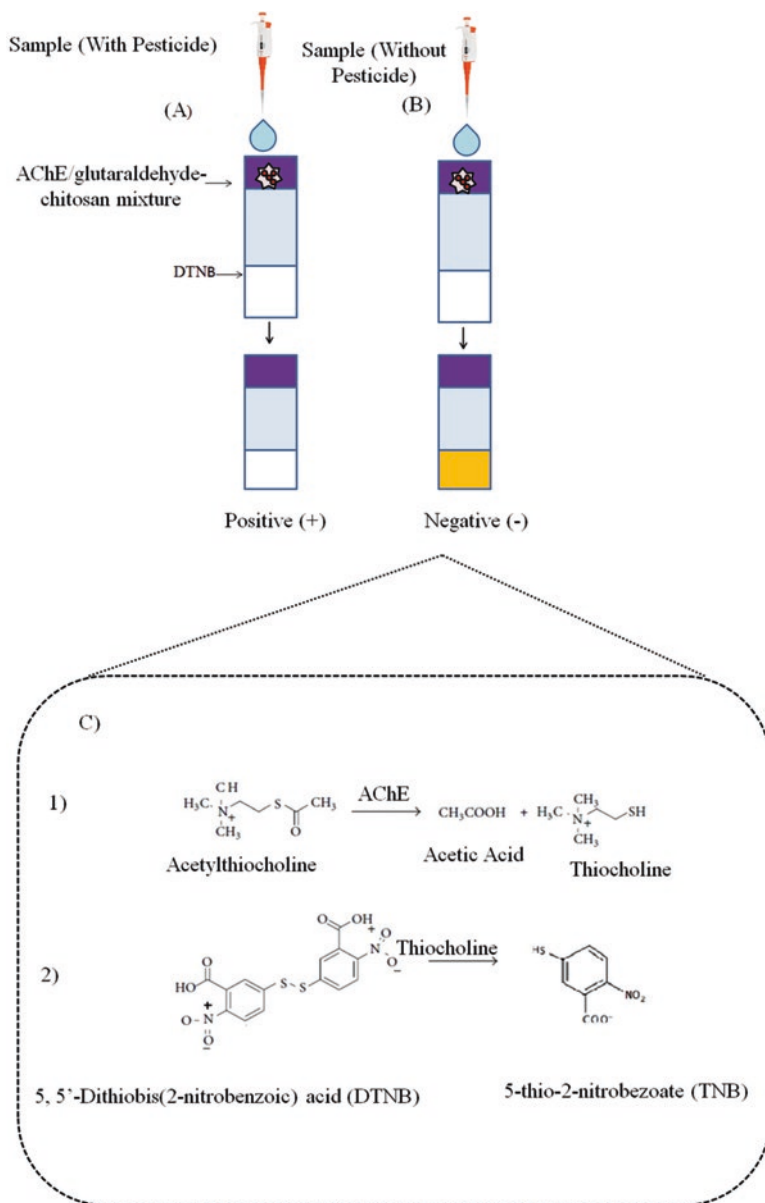 Sample (With Pesticide)
Sample (Without
Pesticide)
(A)
(B)
AChE/glutaraldehyde-
chitosan mixture
DTNB
Positive (+)
Negative (-)
C)
1)
CH
H₃C
N
+
CH₃
S
O
CH₃
AChE
CH₃COOH + H₃C
CH₃
N
+
CH₃
SH
Acetylthiocholine
Acetic Acid
Thiocholine
2)
O
HO
N
+
O
O
−
S
S
O
OH
N
+
O
O
−
Thiocholine
HS
NO₂
COO⁻
5, 5’-Dithiobis(2-nitrobenzoic) acid (DTNB)
5-thio-2-nitrobezoate (TNB)